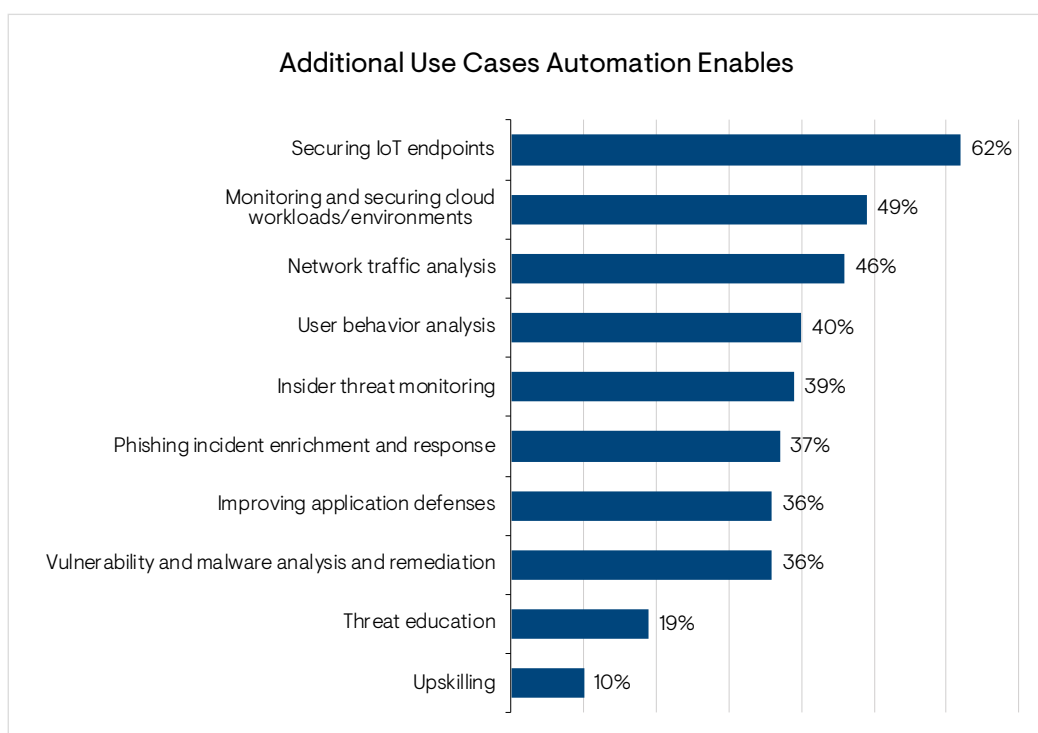 Additional Use Cases Automation Enables
Securing IoT endpoints 62%
Monitoring and securing cloud
workloads/environments 49%
Network traffic analysis 46%
User behavior analysis 40%
Insider threat monitoring 39%
Phishing incident enrichment and response 37%
Improving application defenses 36%
Vulnerability and malware analysis and remediation 36%
Threat education 19%
Upskilling 10%